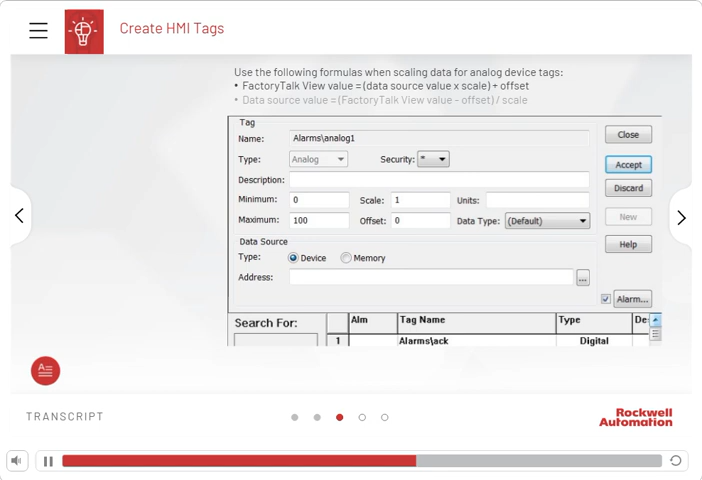 Create HMI Tags
Use the following formulas when scaling data for analog device tags:
• FactoryTalk View value = (data source value x scale) + offset
• Data source value = (FactoryTalk View value – offset) / scale
Tag
Name: Alarms\analog1 Close
Type: Analog Security: * Accept
Description: Discard
Minimum: 0 Scale: 1 Units: New
Maximum: 100 Offset: 0 Data Type: (Default)
Data Source Help
Type: Device Memory
Address: ...
Alarm...
Search For: Alm Tag Name Type De
1 Alarms\ack Digital
A
TRANSCRIPT
Rockwell
Automation